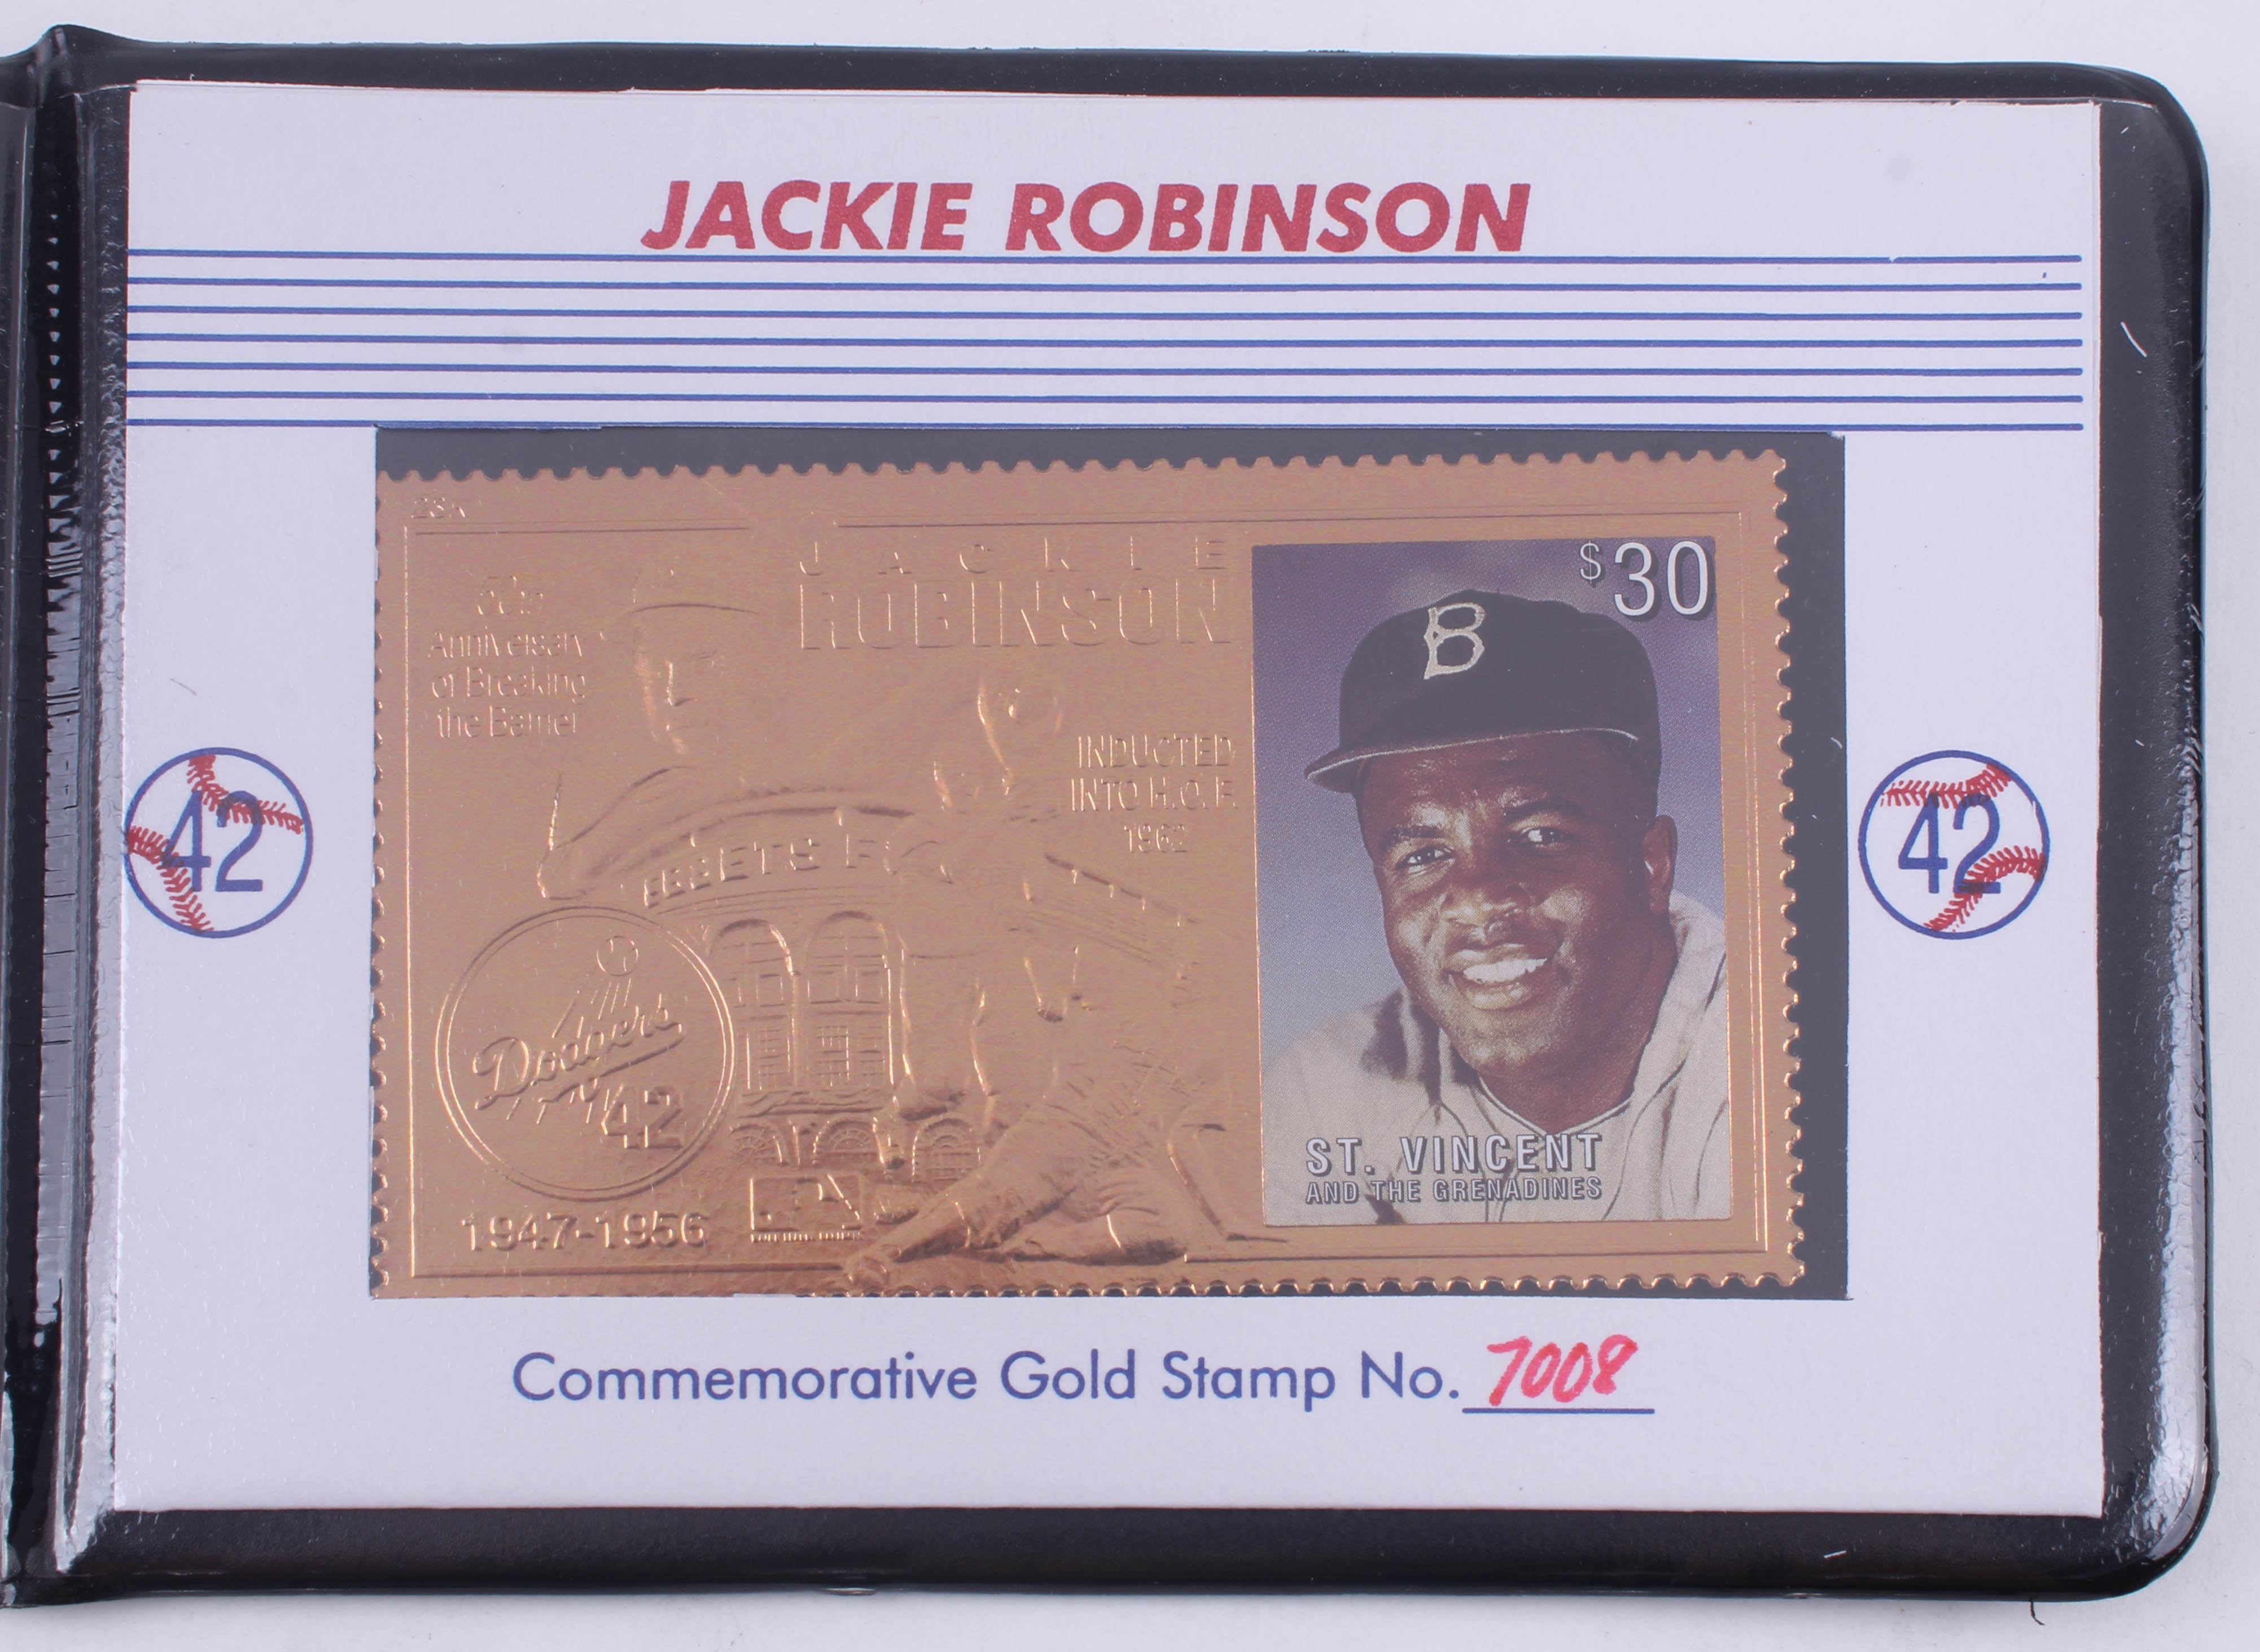 JACKIE ROBINSON
23K
50th
Anniversary
of Breaking
the Barrier
JACKIE
ROBINSON
INDUCTED
INTO H.O.F.
1962
$30
B
EBBETS F
42
42
Dodgers
42
1947-1956
ST. VINCENT
AND THE GRENADINES
Commemorative Gold Stamp No. 7008